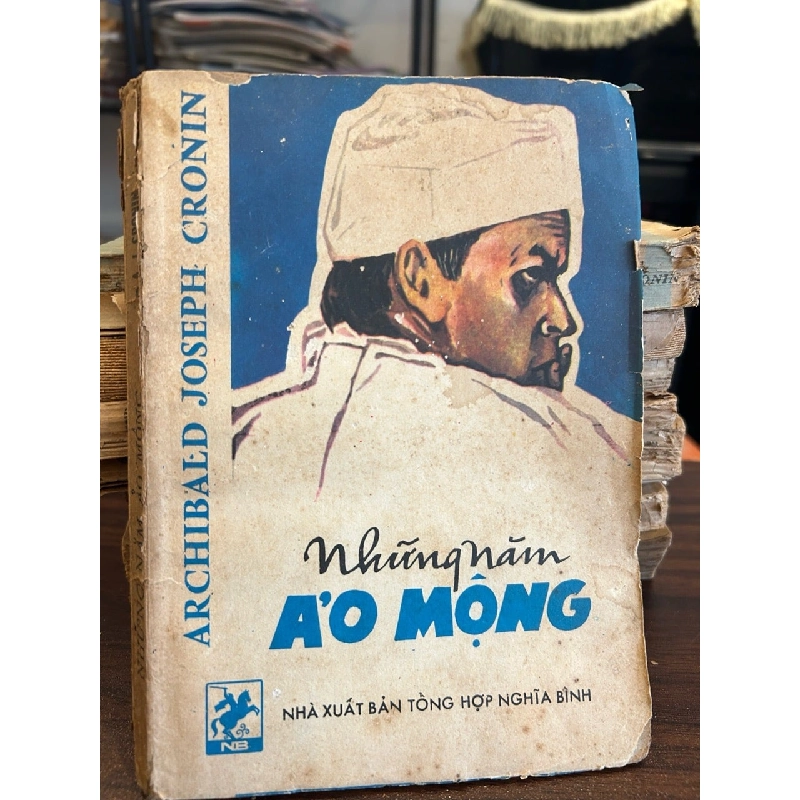 ARCHIBALD JOSEPH CRONIN
Những năm
ẢO MỘNG
NB
NHÀ XUẤT BẢN TỔNG HỢP NGHĨA BÌNH